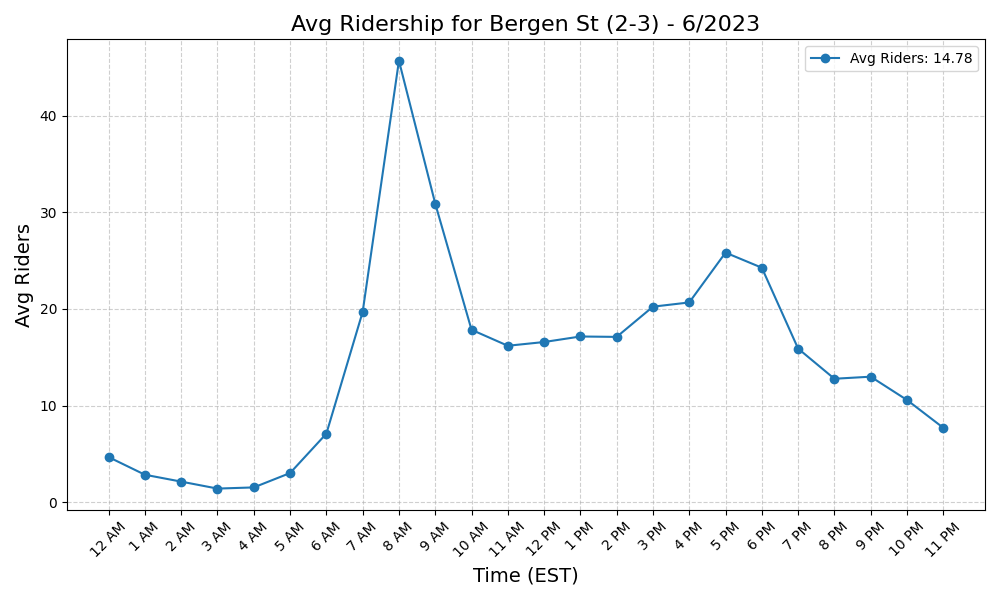 Avg Ridership for Bergen St (2-3) - 6/2023
Avg Riders: 14.78
Avg Riders
40
30
20
10
0
12 AM
1 AM
2 AM
3 AM
4 AM
5 AM
6 AM
7 AM
8 AM
9 AM
10 AM
11 AM
12 PM
1 PM
2 PM
3 PM
4 PM
5 PM
6 PM
7 PM
8 PM
9 PM
10 PM
11 PM
Time (EST)